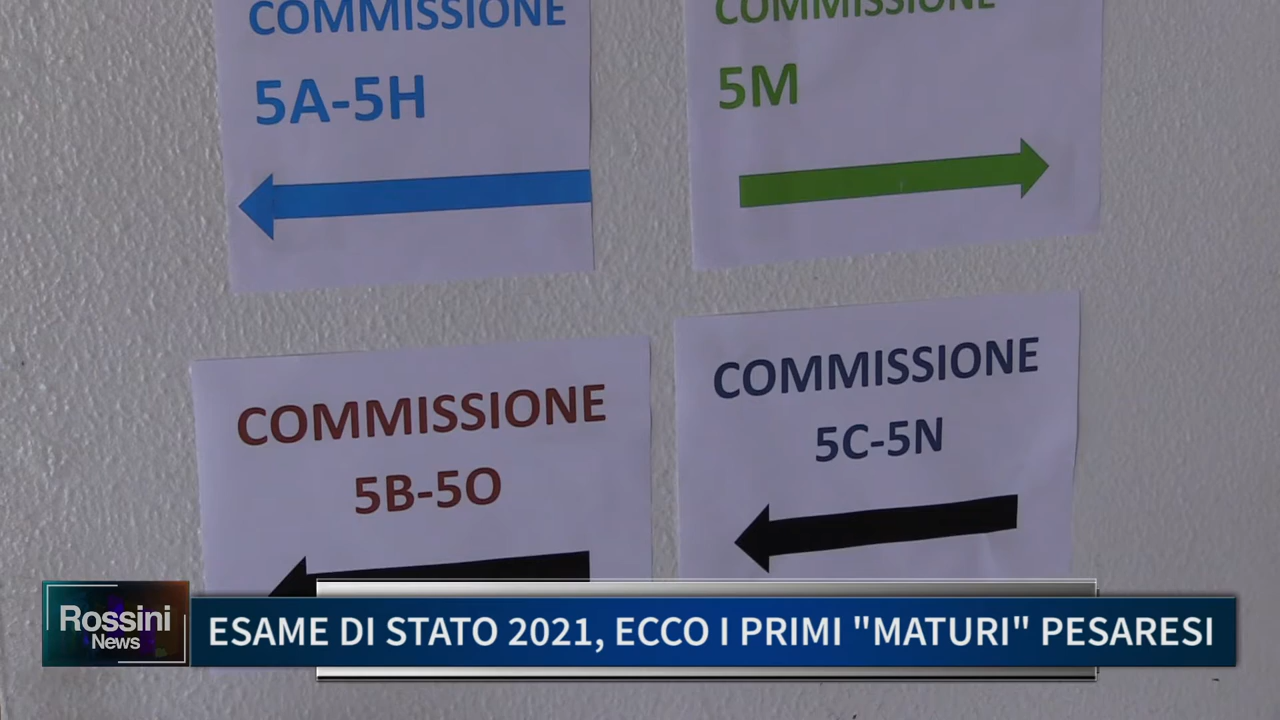 COMMISSIONE
5A-5H
COMMISSIONE
5M
COMMISSIONE
5B-5O
COMMISSIONE
5C-5N
Rossini
News
ESAME DI STATO 2021, ECCO I PRIMI "MATURI" PESARESI